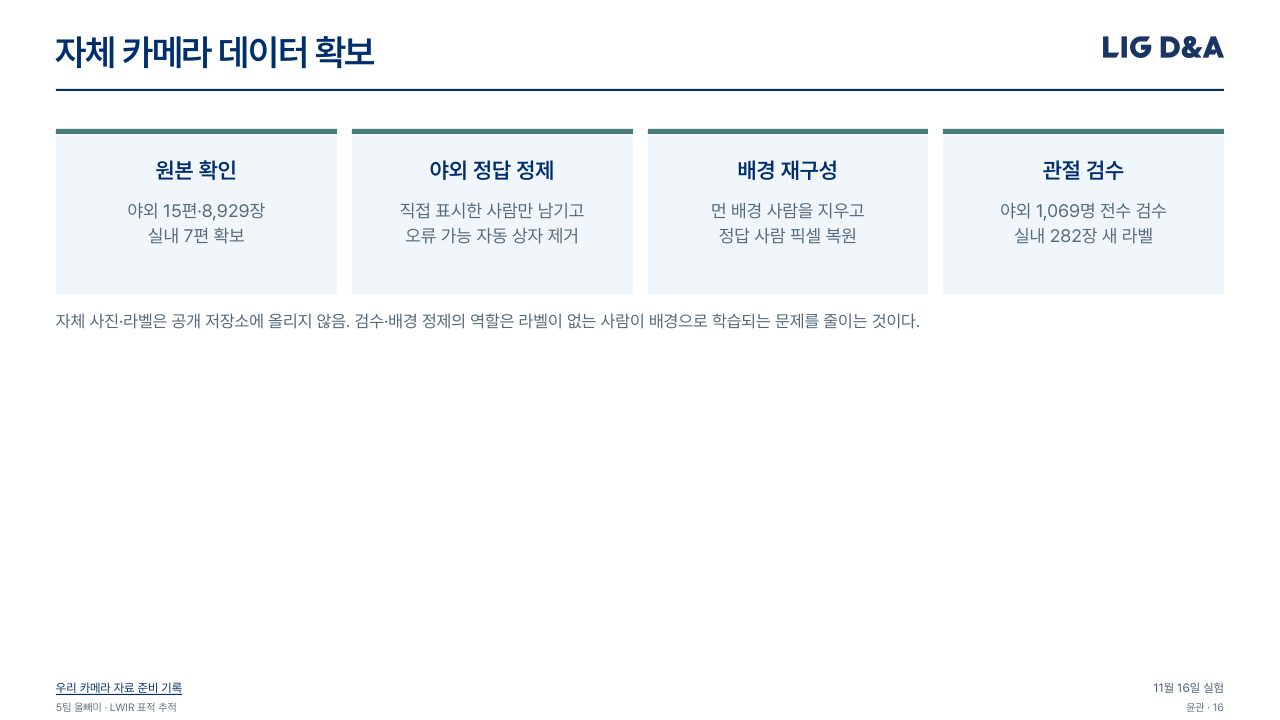 자체 카메라 데이터 확보
LIG D&A
원본 확인
야외 15편·8,929장
실내 7편 확보
야외 정답 정제
직접 표시한 사람만 남기고
오류 가능 자동 상자 제거
배경 재구성
먼 배경 사람을 지우고
정답 사람 픽셀 복원
관절 검수
야외 1,069명 전수 검수
실내 282장 새 라벨
자체 사진·라벨은 공개 저장소에 올리지 않음. 검수·배경 정제의 역할은 라벨이 없는 사람이 배경으로 학습되는 문제를 줄이는 것이다.
우리 카메라 자료 준비 기록
5팀 올빼미 · LWIR 표적 추적
11월 16일 실험
윤관 · 16